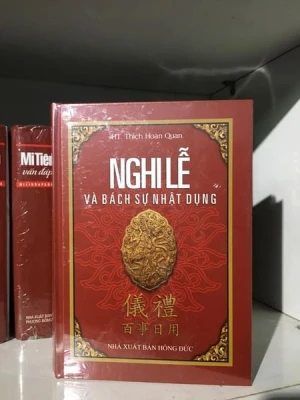 HT. Thích Hoàn Quan
NGHI LỄ
VÀ BÁCH SỰ NHẬT DỤNG
儀禮
百事日用
NHÀ XUẤT BẢN HỒNG ĐỨC
Mi Tiên
vấn đáp